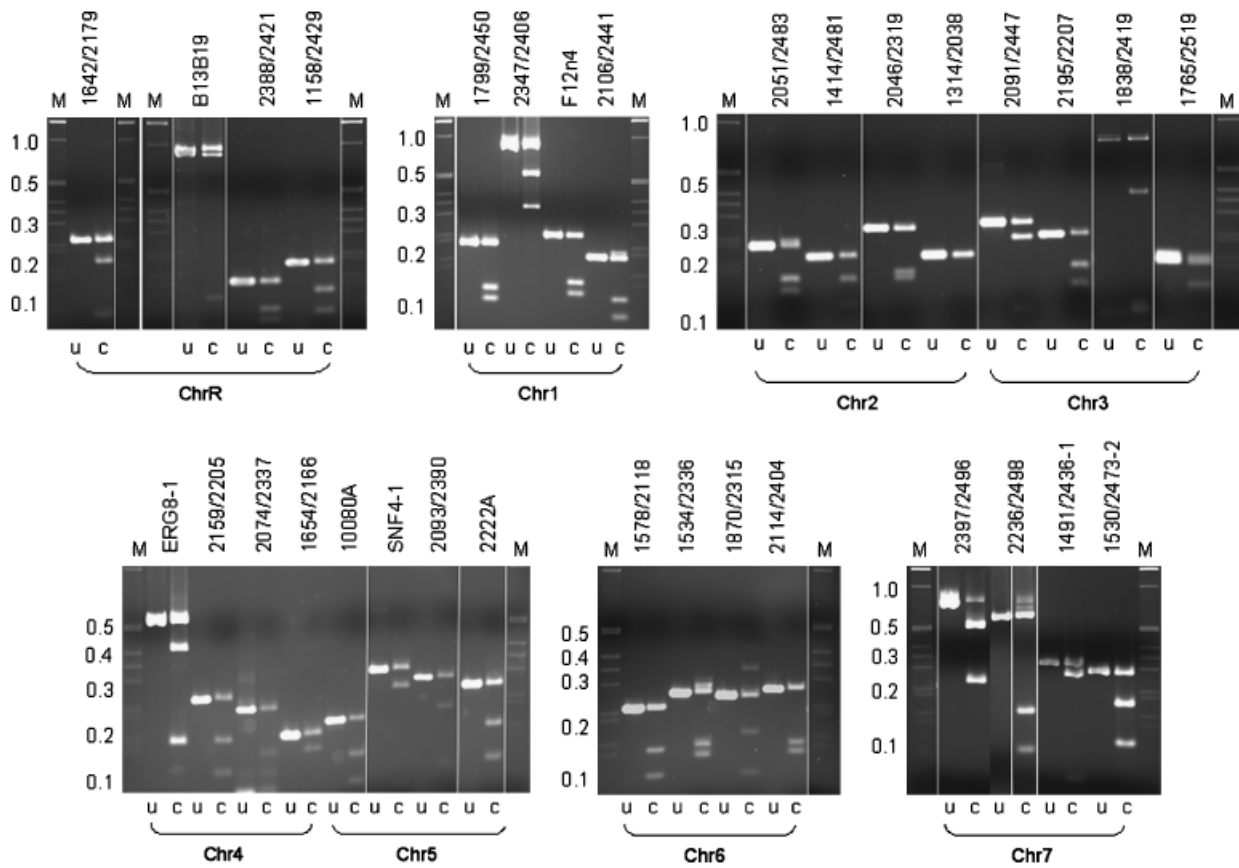 M 1642/2179 M M B13B19 2388/2421 1158/2429 M
1.0
0.5
0.3
0.2
0.1
u c u c u c u c
ChrR
1799/2450 2347/2406 F12n4 2106/2441 M
1.0
0.5
0.3
0.2
0.1
u c u c u c u c
Chr1
M 2051/2483 1414/2481 2046/2319 1314/2038 2091/2447 2195/2207 1838/2419 1765/2519 M
1.0
0.5
0.3
0.2
0.1
u c u c u c u c u c u c u c u c
Chr2 Chr3
M ERG8-1 2159/2205 2074/2337 1654/2166 10080A SNF4-1 2093/2390 2222A M
0.5
0.4
0.3
0.2
0.1
u c u c u c u c u c u c u c u c
Chr4 Chr5
1578/2118 1534/2336 1870/2315 2114/2404 M
0.5
0.4
0.3
0.2
0.1
u c u c u c u c
Chr6
M 2397/2496 2236/2498 1491/2436-1 1530/2473-2 M
1.0
0.5
0.3
0.2
0.1
u c u c u c u c
Chr7